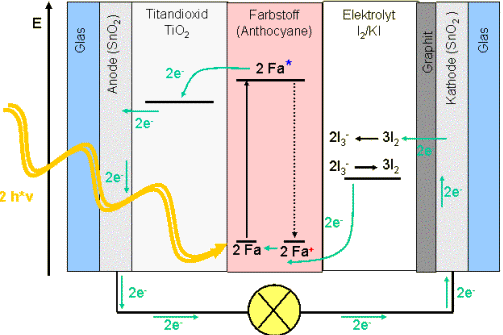 E
Glas
Anode (SnO2)
Titandioxid
TiO2
Farbstoff
(Anthocyane)
Elektrolyt
I2/KI
Graphit
Kathode (SnO2)
Glas
2e-
2 Fa*
2e-
2I3- 3I2
2e-
2I3- 3I2
2 h*v
2e-
2e-
2e-
2 Fa 2 Fa+
2e-
2e-
2e-
2e-